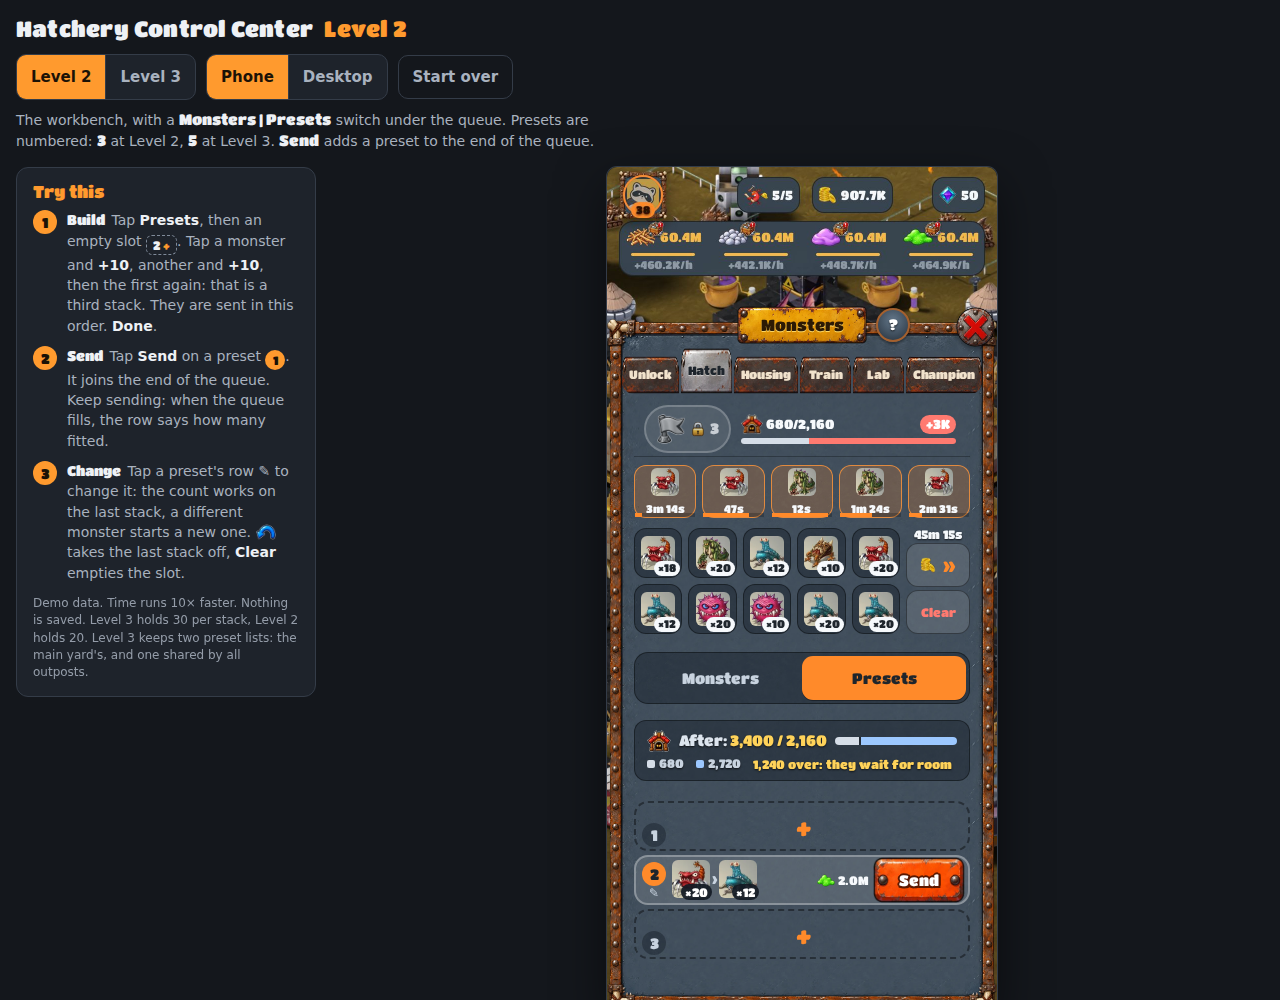 Hatchery Control Center Level 2
Level 2 Level 3 Phone Desktop Start over
The workbench, with a Monsters | Presets switch under the queue. Presets are
numbered: 3 at Level 2, 5 at Level 3. Send adds a preset to the end of the queue.
Try this
1 Build Tap Presets, then an
empty slot 2+. Tap a monster
and +10, another and +10,
then the first again: that is a
third stack. They are sent in this
order. Done.
2 Send Tap Send on a preset 1.
It joins the end of the queue.
Keep sending: when the queue
fills, the row says how many
fitted.
3 Change Tap a preset's row ✎ to
change it: the count works on
the last stack, a different
monster starts a new one.
takes the last stack off, Clear
empties the slot.
Demo data. Time runs 10× faster. Nothing
is saved. Level 3 holds 30 per stack, Level 2
holds 20. Level 3 keeps two preset lists: the
main yard's, and one shared by all
outposts.
38 5/5 907.7K 50
60.4M 60.4M 60.4M 60.4M
+460.2K/h +442.1K/h +448.7K/h +464.9K/h
Monsters ?
Unlock Hatch Housing Train Lab Champion
3 680/2,160 +3K
3m 14s 47s 12s 1m 24s 2m 31s
45m 15s
×18 ×20 ×12 ×10 ×20 »
×12 ×20 ×10 ×20 ×20 Clear
Monsters Presets
After: 3,400 / 2,160
680 2,720 1,240 over: they wait for room
1 +
2 ✎ ×20 › ×12 2.0M Send
3 +